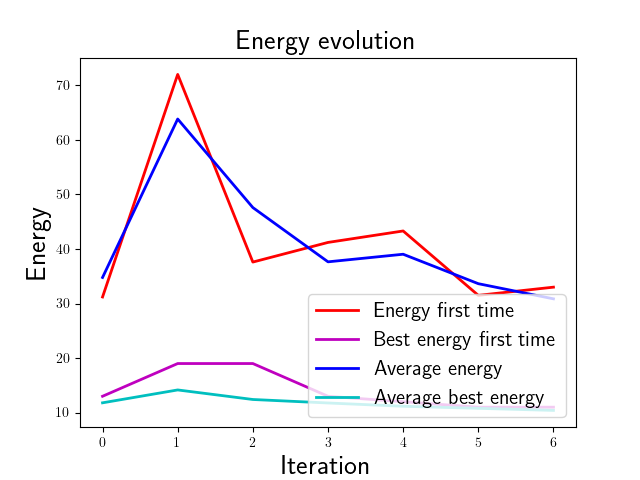 Energy evolution
Energy
70
60
50
40
30
20
10
Energy first time
Best energy first time
Average energy
Average best energy
0 1 2 3 4 5 6
Iteration